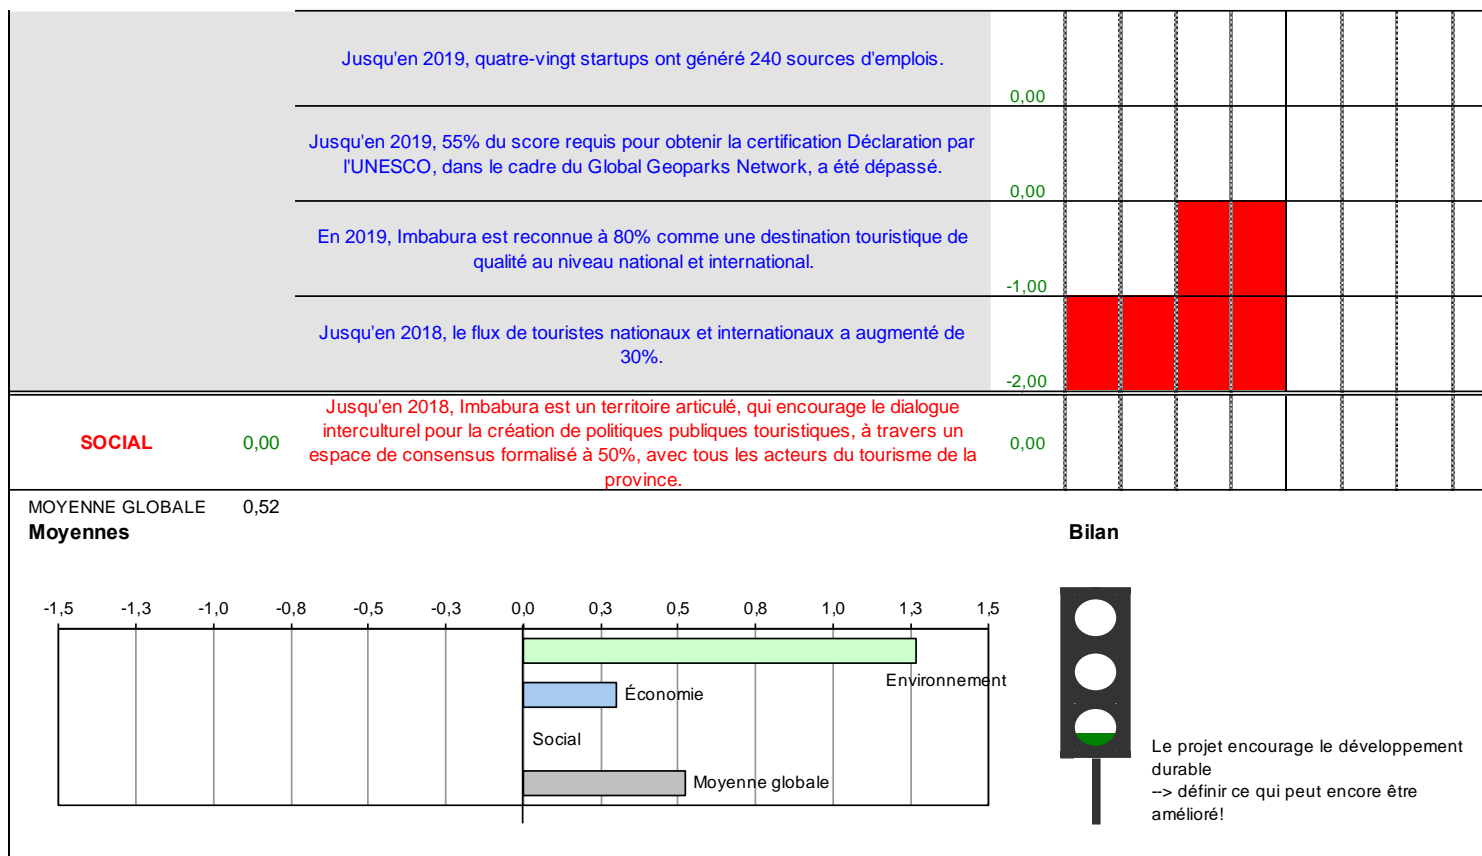 Jusqu'en 2019, quatre-vingt startups ont généré 240 sources d'emplois.
0,00
Jusqu'en 2019, 55% du score requis pour obtenir la certification Déclaration par
l'UNESCO, dans le cadre du Global Geoparks Network, a été dépassé.
0,00
En 2019, Imbabura est reconnue à 80% comme une destination touristique de
qualité au niveau national et international.
-1,00
Jusqu'en 2018, le flux de touristes nationaux et internationaux a augmenté de
30%.
-2,00
SOCIAL 0,00
Jusqu'en 2018, Imbabura est un territoire articulé, qui encourage le dialogue
interculturel pour la création de politiques publiques touristiques, à travers un
espace de consensus formalisé à 50%, avec tous les acteurs du tourisme de la
province.
0,00
MOYENNE GLOBALE 0,52
Moyennes
Bilan
-1,5 -1,3 -1,0 -0,8 -0,5 -0,3 0,0 0,3 0,5 0,8 1,0 1,3 1,5
Environnement
Économie
Social
Moyenne globale
Le projet encourage le développement
durable
--> définir ce qui peut encore être
amélioré!